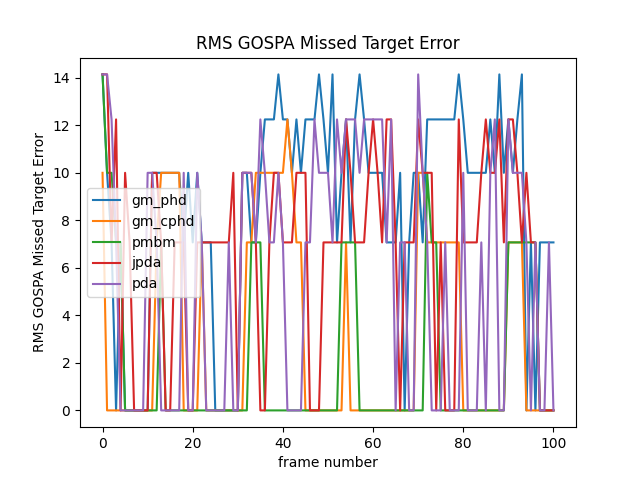 RMS GOSPA Missed Target Error
RMS GOSPA Missed Target Error
14
12
10
8
6
4
2
0
gm_phd
gm_cphd
pmbm
jpda
pda
0 20 40 60 80 100
frame number